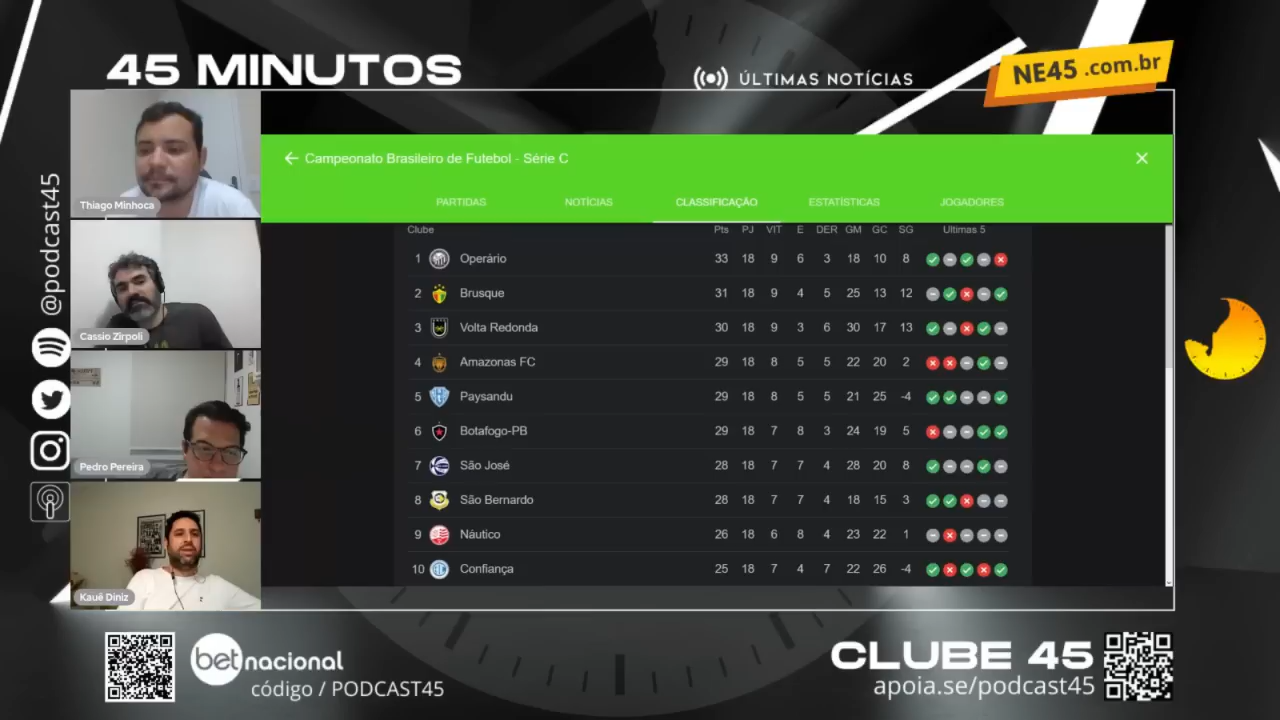 45 MINUTOS
ÚLTIMAS NOTÍCIAS
NE45 .com.br
@podcast45
Thiago Minhoca
Cassio Zirpoli
Pedro Pereira
Kauê Diniz
Campeonato Brasileiro de Futebol - Série C
PARTIDAS NOTÍCIAS CLASSIFICAÇÃO ESTATÍSTICAS JOGADORES
Clube Pts PJ VIT E DER GM GC SG Últimas 5
1 Operário 33 18 9 6 3 18 10 8
2 Brusque 31 18 9 4 5 25 13 12
3 Volta Redonda 30 18 9 3 6 30 17 13
4 Amazonas FC 29 18 8 5 5 22 20 2
5 Paysandu 29 18 8 5 5 21 25 -4
6 Botafogo-PB 29 18 7 8 3 24 19 5
7 São José 28 18 7 7 4 28 20 8
8 São Bernardo 28 18 7 7 4 18 15 3
9 Náutico 26 18 6 8 4 23 22 1
10 Confiança 25 18 7 4 7 22 26 -4
betnacional
código / PODCAST45
CLUBE 45
apoia.se/podcast45